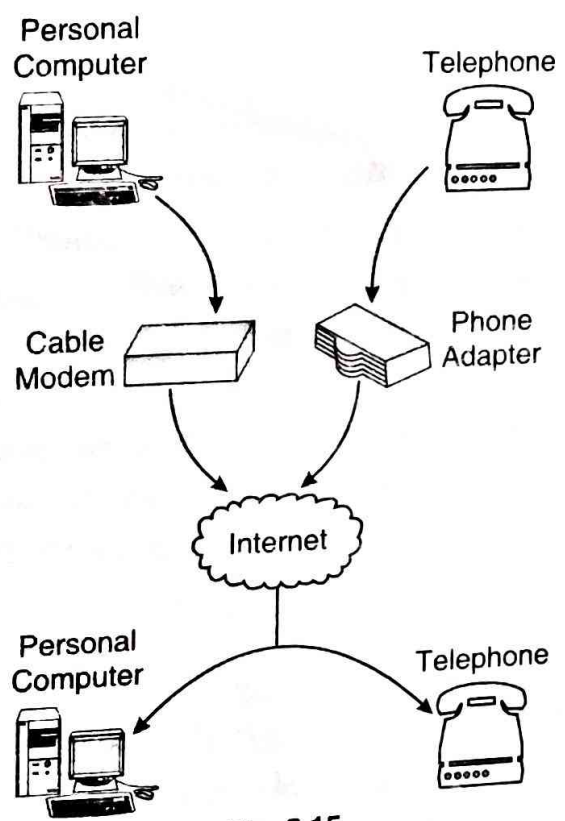 Personal
Computer
Telephone
Cable
Modem
Phone
Adapter
Internet
Personal
Computer
Telephone